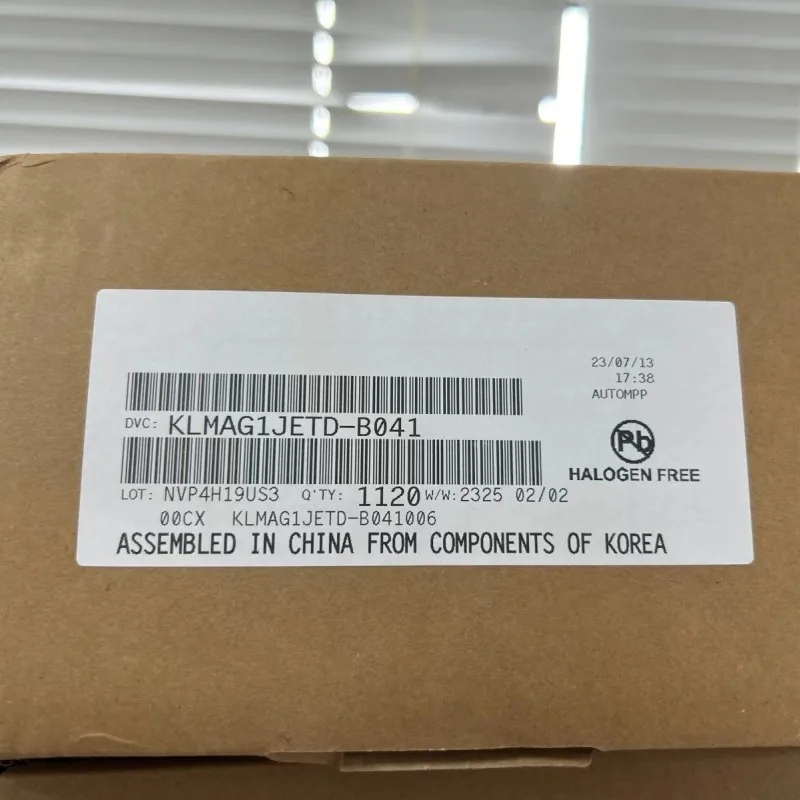 23/07/13
17:38
AUTOMPP
DVC: KLMAG1JETD-B041
Pb
HALOGEN FREE
LOT: NVP4H19US3 Q'TY: 1120 W/W: 2325 02/02
00CX KLMAG1JETD-B041006
ASSEMBLED IN CHINA FROM COMPONENTS OF KOREA